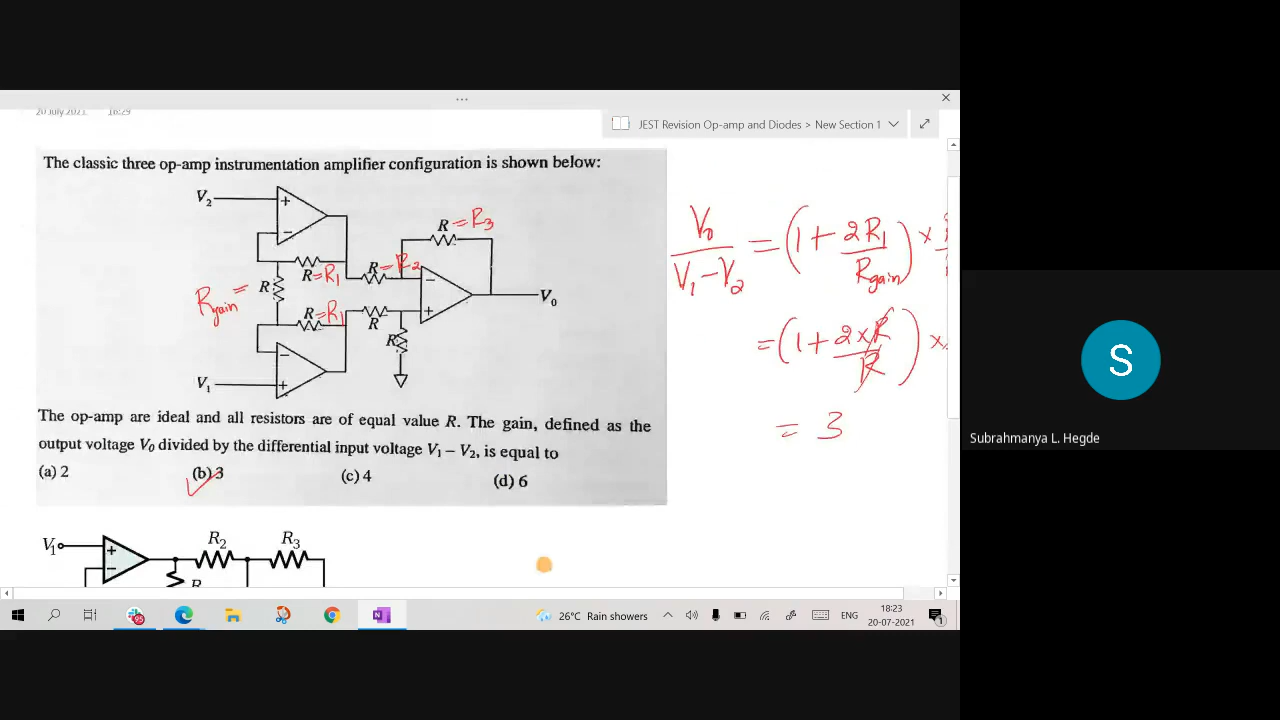 20 July 2021 16:29
JEST Revision Op-amp and Diodes > New Section 1
The classic three op-amp instrumentation amplifier configuration is shown below:
V₂
+
−
R = R₃
R = R₁
R = R₂
Rgain = R
−
+
V₀
R = R₁
R
R
−
+
V₁
V₀/(V₁−V₂) = (1 + 2R₁/Rgain) ×
= (1 + 2×R/R) ×
= 3
The op-amp are ideal and all resistors are of equal value R. The gain, defined as the
output voltage V₀ divided by the differential input voltage V₁ – V₂, is equal to
(a) 2 (b) 3 (c) 4 (d) 6
V₁
+
−
R₂
R₃
S
Subrahmanya L. Hegde
95
26°C Rain showers
ENG
18:23
20-07-2021
1